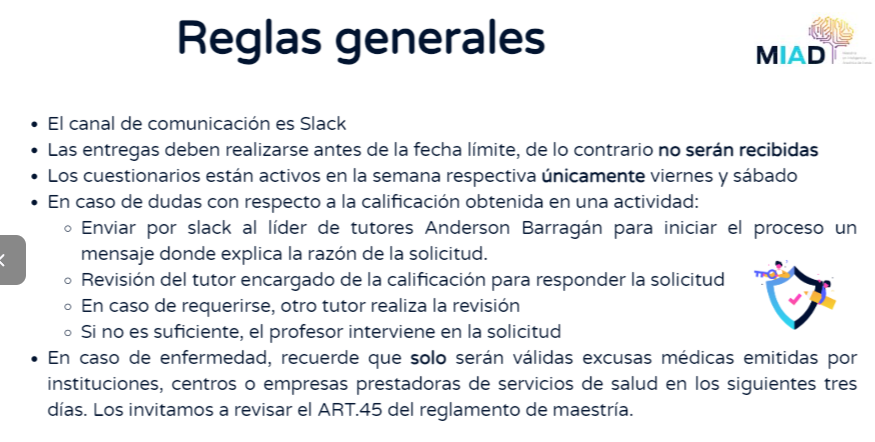 Reglas generales
MIAD
El canal de comunicación es Slack
Las entregas deben realizarse antes de la fecha límite, de lo contrario no serán recibidas
Los cuestionarios están activos en la semana respectiva únicamente viernes y sábado
En caso de dudas con respecto a la calificación obtenida en una actividad:
Enviar por slack al líder de tutores Anderson Barragán para iniciar el proceso un
mensaje donde explica la razón de la solicitud.
Revisión del tutor encargado de la calificación para responder la solicitud
En caso de requerirse, otro tutor realiza la revisión
Si no es suficiente, el profesor interviene en la solicitud
En caso de enfermedad, recuerde que solo serán válidas excusas médicas emitidas por
instituciones, centros o empresas prestadoras de servicios de salud en los siguientes tres
días. Los invitamos a revisar el ART.45 del reglamento de maestría.